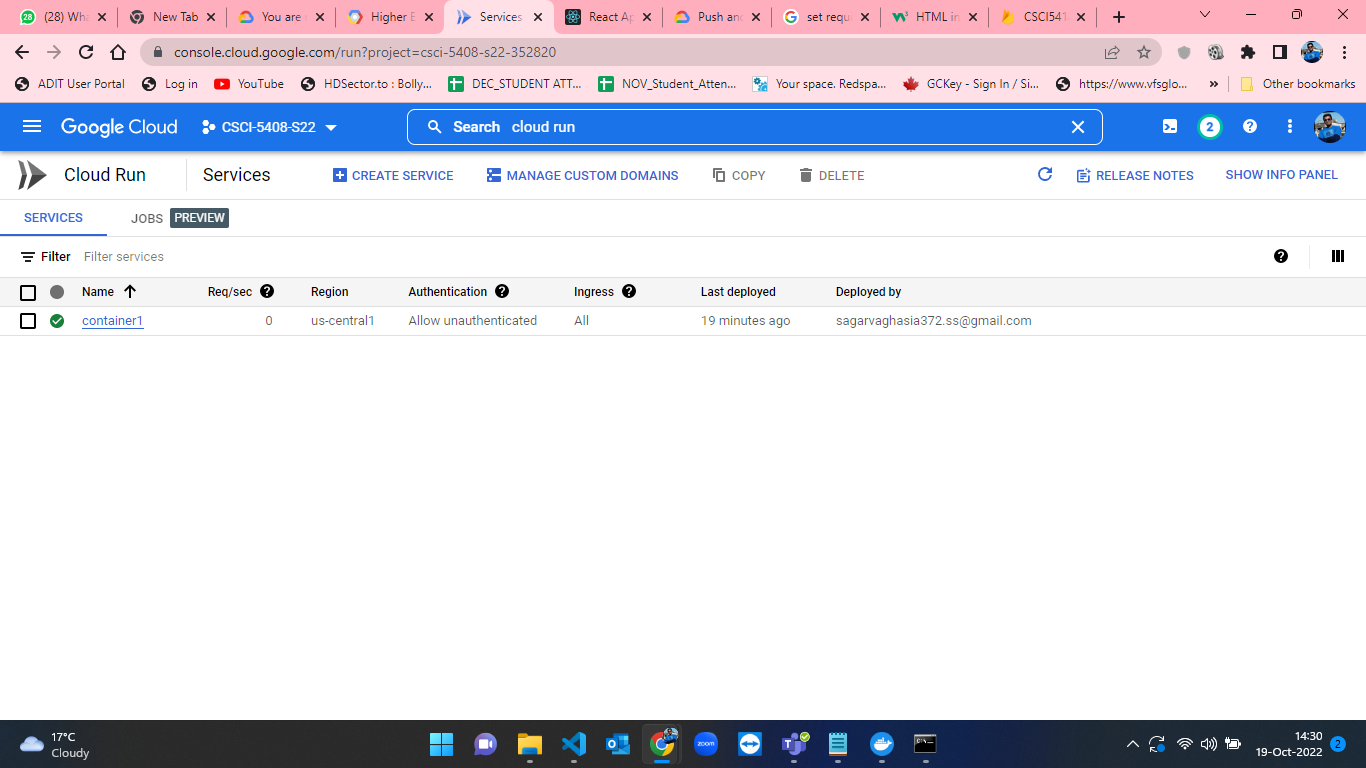 28 (28) Wha New Tab You are Higher E Services React Ap Push and set requ HTML in CSCI541
console.cloud.google.com/run?project=csci-5408-s22-352820
ADIT User Portal Log in YouTube HDSector.to : Bolly... DEC_STUDENT ATT... NOV_Student_Atten... Your space. Redspa... GCKey - Sign In / Si... https://www.vfsglo... » Other bookmarks
Google Cloud CSCI-5408-S22 Search cloud run 2
Cloud Run Services CREATE SERVICE MANAGE CUSTOM DOMAINS COPY DELETE RELEASE NOTES SHOW INFO PANEL
SERVICES JOBS PREVIEW
Filter Filter services
Name Req/sec Region Authentication Ingress Last deployed Deployed by
container1 0 us-central1 Allow unauthenticated All 19 minutes ago sagarvaghasia372.ss@gmail.com
17°C
Cloudy
zoom
14:30
19-Oct-2022 2